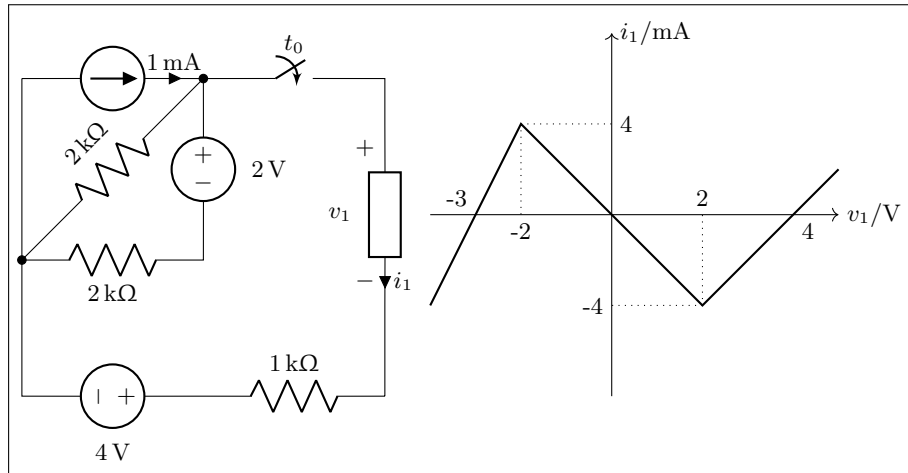 1 mA
t₀
2 kΩ
+
−
2 V
2 kΩ
+
v₁
−
i₁
− +
4 V
1 kΩ
i₁/mA
4
-3
2
-2
4
v₁/V
-4